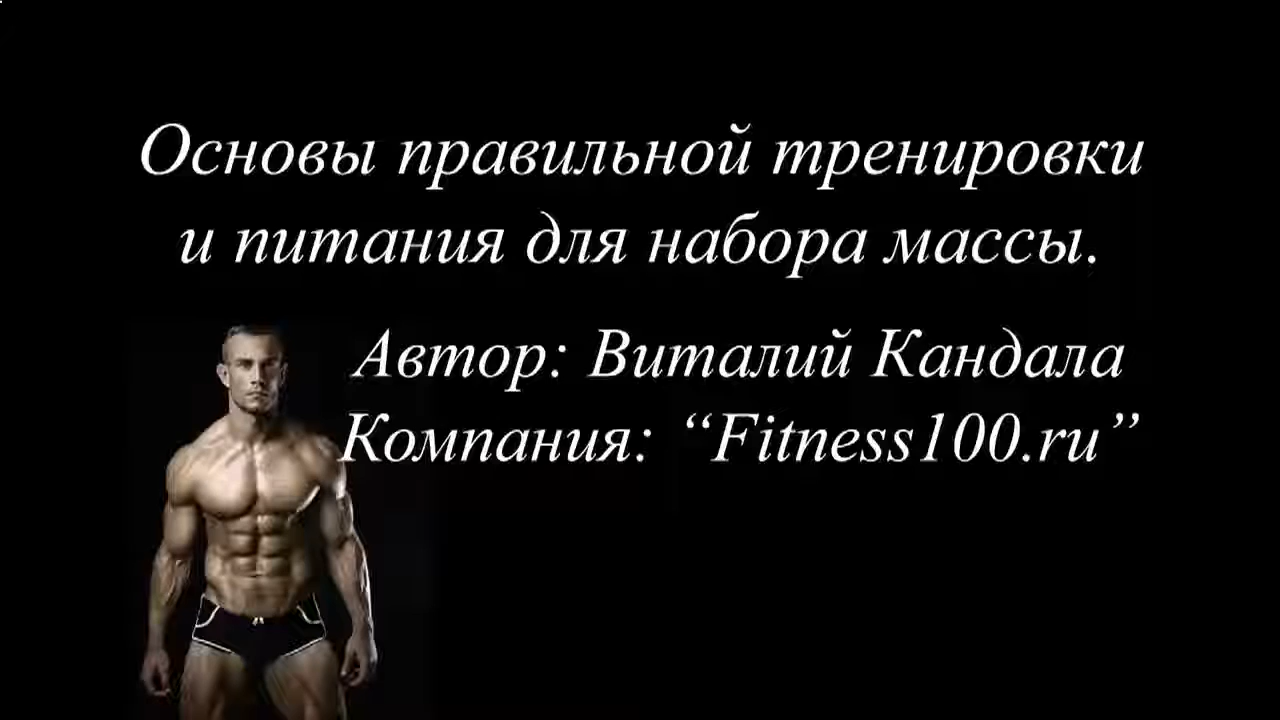 Основы правильной тренировки
и питания для набора массы.
Автор: Виталий Кандала
Компания: “Fitness100.ru”